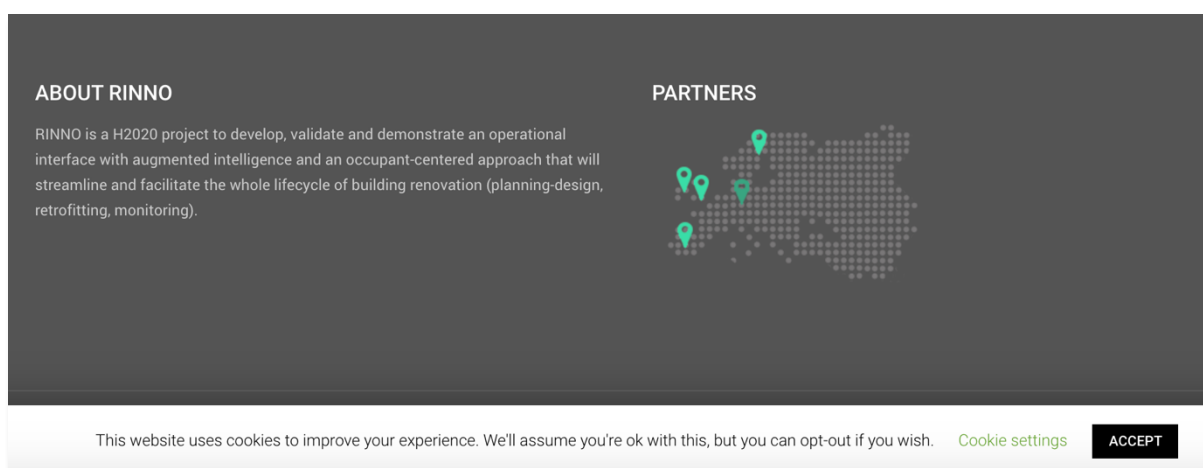 ABOUT RINNO
RINNO is a H2020 project to develop, validate and demonstrate an operational
interface with augmented intelligence and an occupant-centered approach that will
streamline and facilitate the whole lifecycle of building renovation (planning-design,
retrofitting, monitoring).
PARTNERS
This website uses cookies to improve your experience. We'll assume you're ok with this, but you can opt-out if you wish. Cookie settings ACCEPT